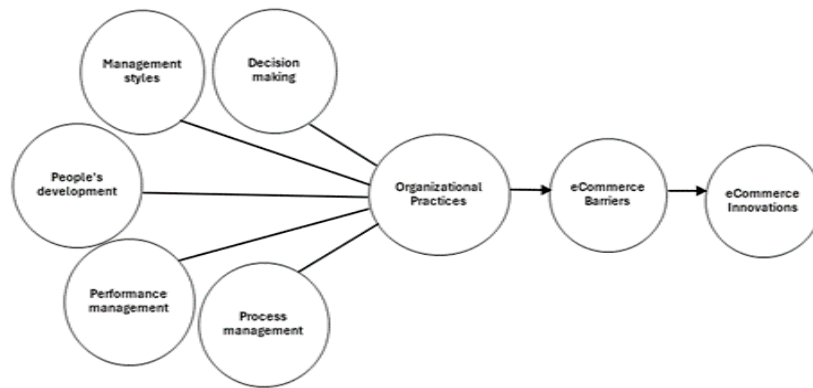 Management
styles
Decision
making
People's
development
Organizational
Practices
eCommerce
Barriers
eCommerce
Innovations
Performance
management
Process
management